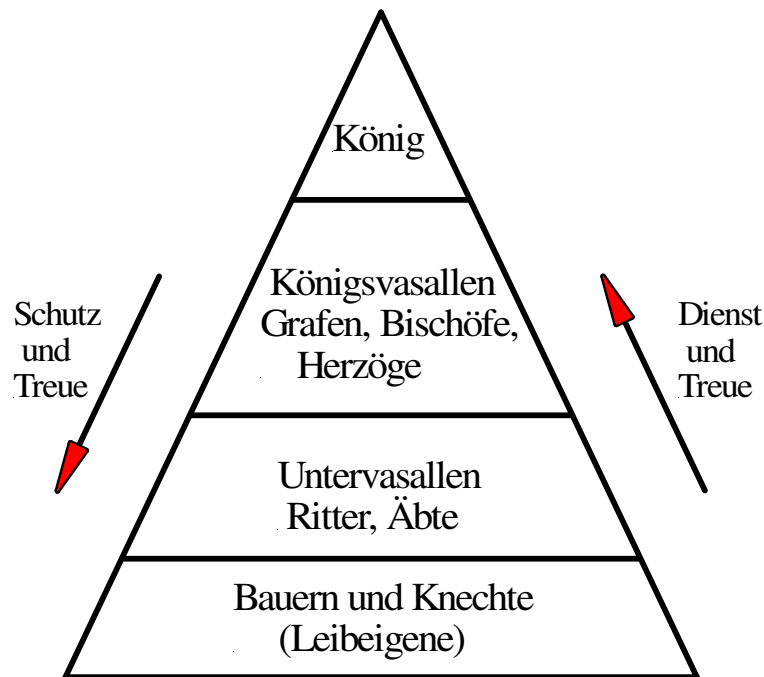 König
Königsvasallen
Grafen, Bischöfe,
Herzöge
Schutz
und
Treue
Dienst
und
Treue
Untervasallen
Ritter, Äbte
Bauern und Knechte
(Leibeigene)